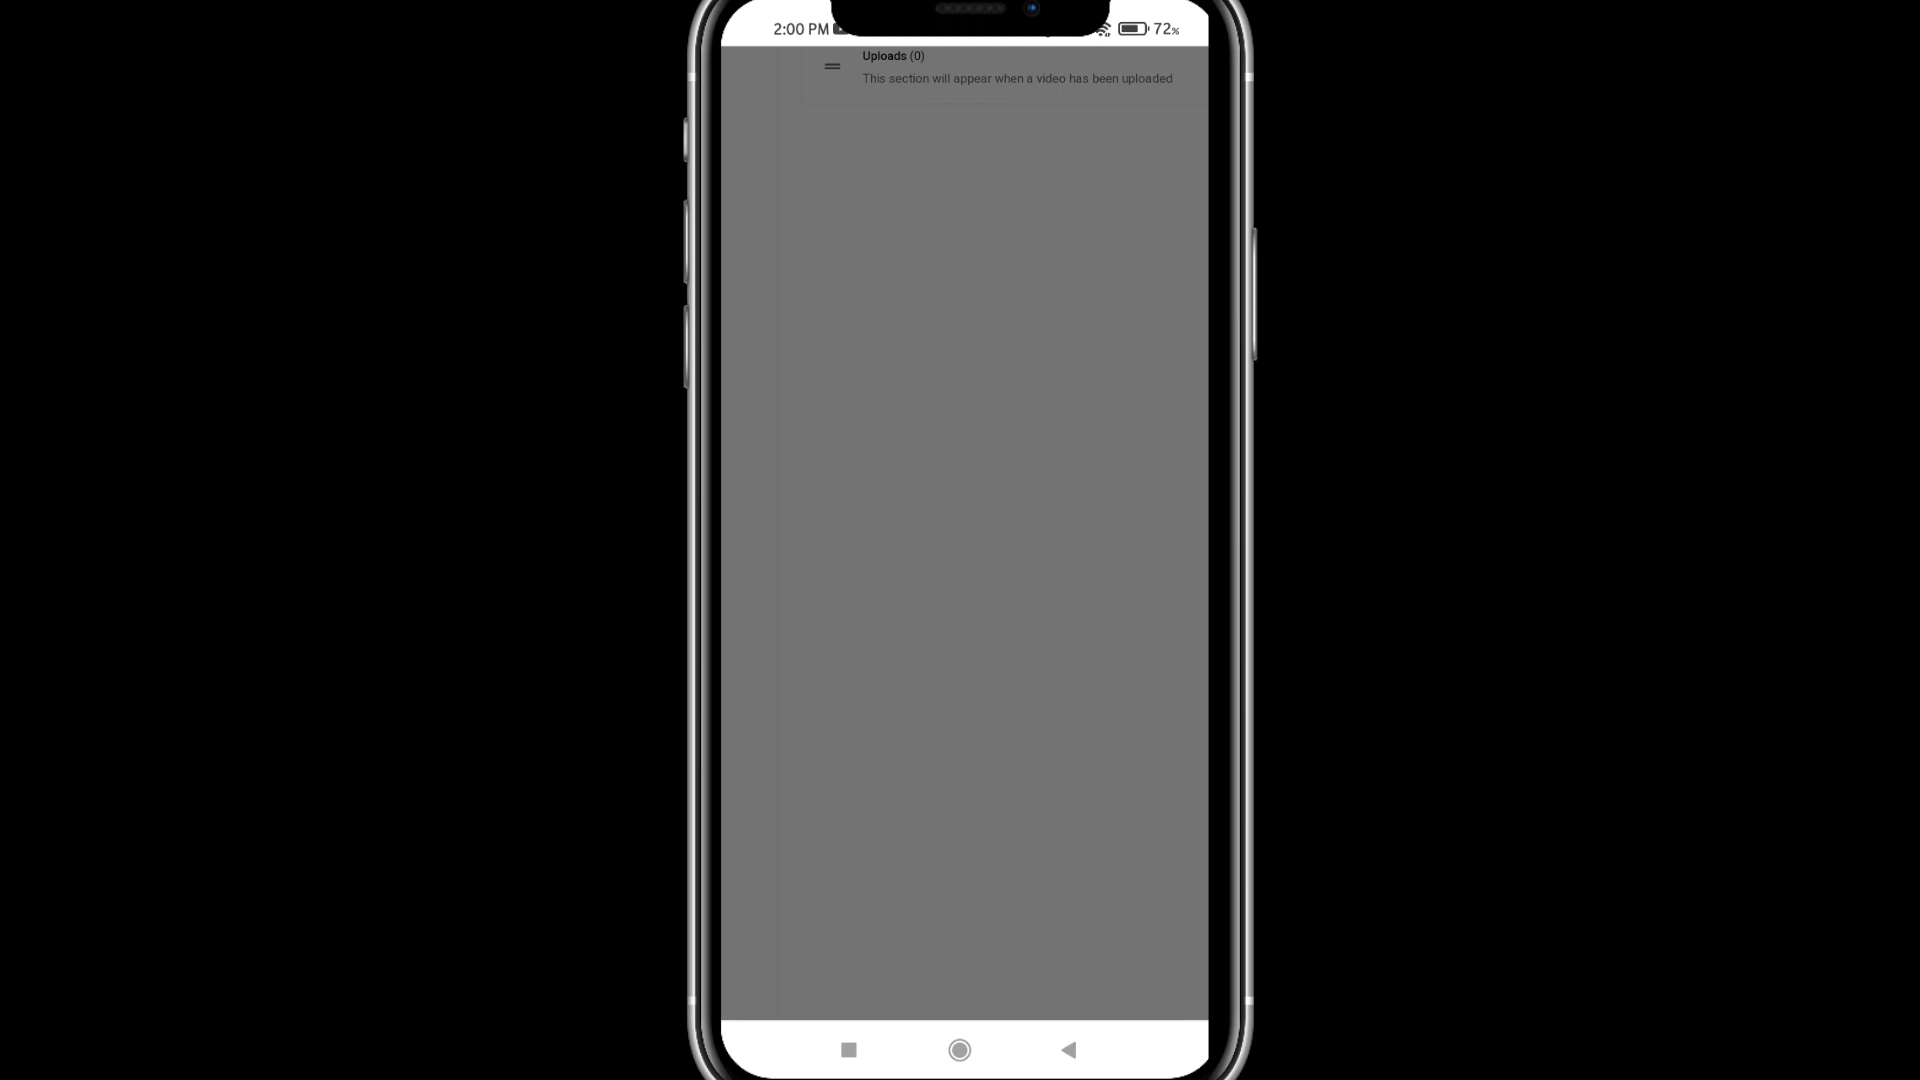 2:00 PM
72%
Uploads (0)
This section will appear when a video has been uploaded